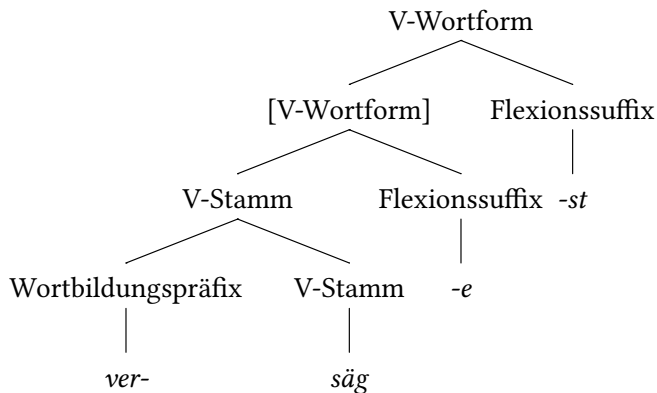 V-Wortform
[V-Wortform] Flexionssuffix
V-Stamm Flexionssuffix -st
Wortbildungspräfix V-Stamm -e
ver- säg